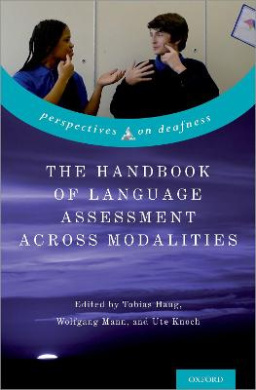 perspectives on deafness
THE HANDBOOK
OF LANGUAGE
ASSESSMENT
ACROSS MODALITIES
Edited by Tobias Haug,
Wolfgang Mann, and Ute Knoch
OXFORD